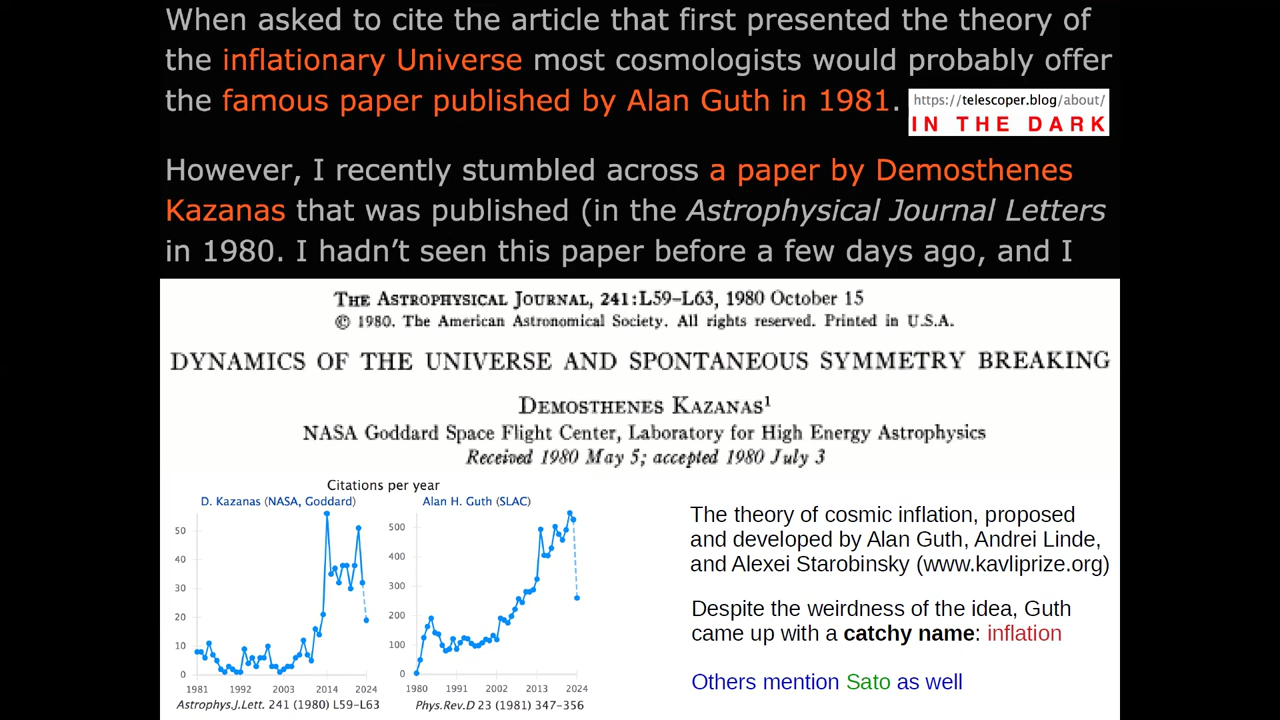 When asked to cite the article that first presented the theory of
the inflationary Universe most cosmologists would probably offer
the famous paper published by Alan Guth in 1981.
https://telescoper.blog/about/
IN THE DARK
However, I recently stumbled across a paper by Demosthenes
Kazanas that was published (in the Astrophysical Journal Letters
in 1980. I hadn't seen this paper before a few days ago, and I
THE ASTROPHYSICAL JOURNAL, 241:L59–L63, 1980 October 15
© 1980. The American Astronomical Society. All rights reserved. Printed in U.S.A.
DYNAMICS OF THE UNIVERSE AND SPONTANEOUS SYMMETRY BREAKING
DEMOSTHENES KAZANAS¹
NASA Goddard Space Flight Center, Laboratory for High Energy Astrophysics
Received 1980 May 5; accepted 1980 July 3
Citations per year
D. Kazanas (NASA, Goddard)
50
40
30
20
10
0
1981 1992 2003 2014 2024
Astrophys.J.Lett. 241 (1980) L59-L63
Alan H. Guth (SLAC)
500
400
300
200
100
0
1980 1991 2002 2013 2024
Phys.Rev.D 23 (1981) 347-356
The theory of cosmic inflation, proposed
and developed by Alan Guth, Andrei Linde,
and Alexei Starobinsky (www.kavliprize.org)
Despite the weirdness of the idea, Guth
came up with a catchy name: inflation
Others mention Sato as well